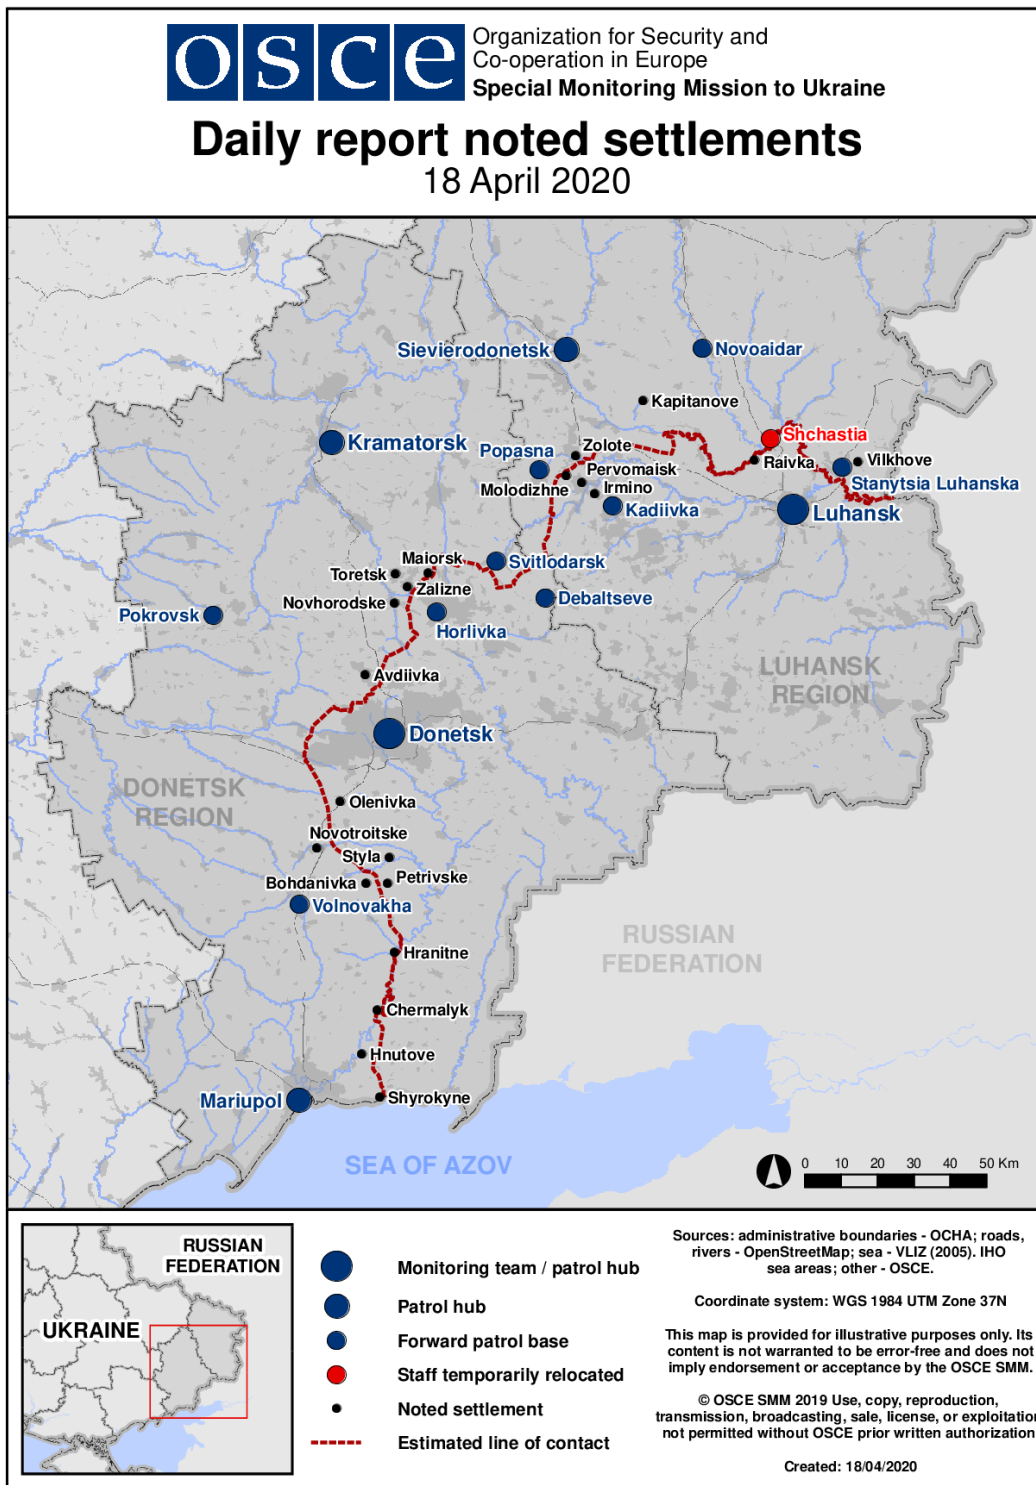 osce
Organization for Security and
Co-operation in Europe
Special Monitoring Mission to Ukraine
Daily report noted settlements
18 April 2020
Sievierodonetsk
Novoaidar
Kapitanove
Kramatorsk
Shchastia
Zolote
Popasna
Raivka
Vilkhove
Pervomaisk
Stanytsia Luhanska
Molodizhne
Irmino
Kadiivka
Luhansk
Maiorsk
Svitlodarsk
Toretsk
Zalizne
Novhorodske
Debaltseve
Pokrovsk
Horlivka
LUHANSK
REGION
Avdiivka
Donetsk
DONETSK
REGION
Olenivka
Novotroitske
Styla
Petrivske
Bohdanivka
Volnovakha
RUSSIAN
FEDERATION
Hranitne
Chermalyk
Hnutove
Mariupol
Shyrokyne
SEA OF AZOV
0 10 20 30 40 50 Km
RUSSIAN
FEDERATION
UKRAINE
Monitoring team / patrol hub
Patrol hub
Forward patrol base
Staff temporarily relocated
Noted settlement
Estimated line of contact
Sources: administrative boundaries - OCHA; roads,
rivers - OpenStreetMap; sea - VLIZ (2005). IHO
sea areas; other - OSCE.
Coordinate system: WGS 1984 UTM Zone 37N
This map is provided for illustrative purposes only. Its
content is not warranted to be error-free and does not
imply endorsement or acceptance by the OSCE SMM.
© OSCE SMM 2019 Use, copy, reproduction,
transmission, broadcasting, sale, license, or exploitation
not permitted without OSCE prior written authorization
Created: 18/04/2020